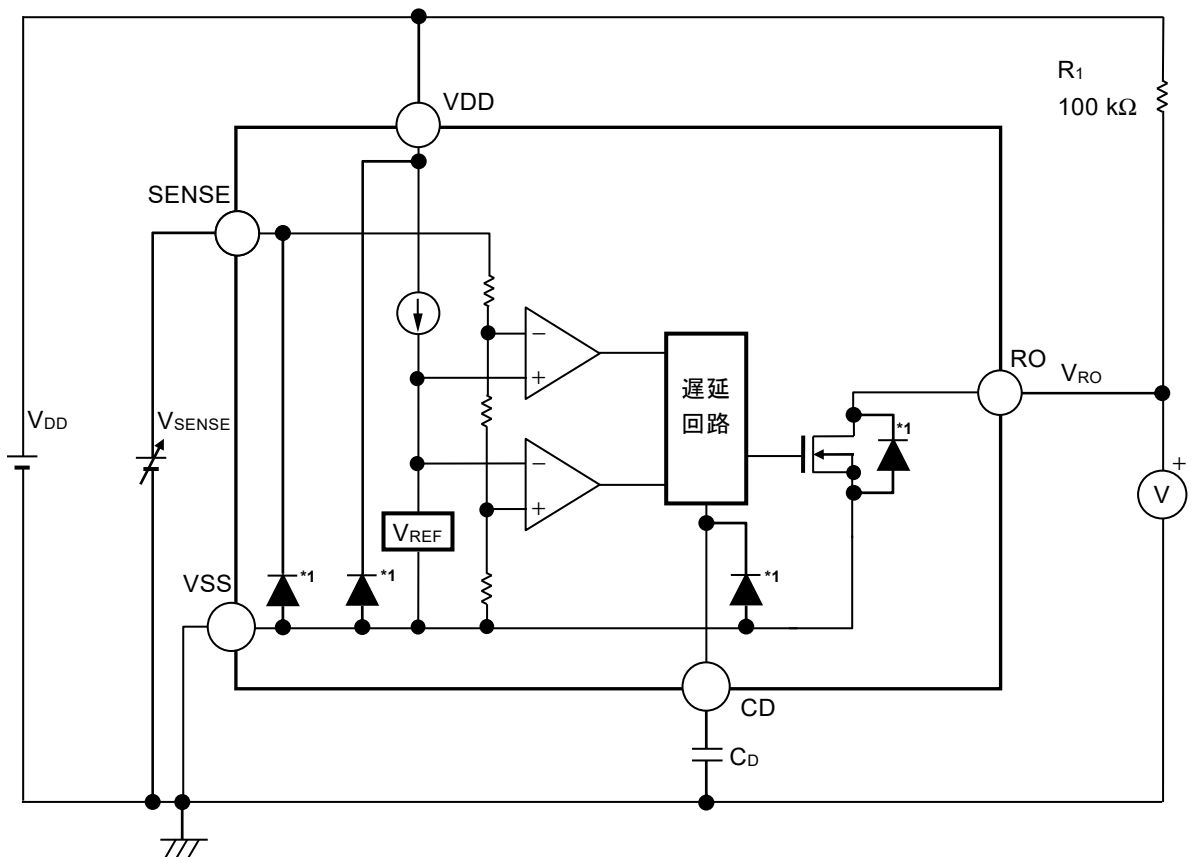 R1
100 kΩ
VDD
SENSE
−
+
遅延
回路
RO
VRO
*1
VDD
VSENSE
−
+
+
V
VREF
VSS
*1
*1
*1
CD
CD